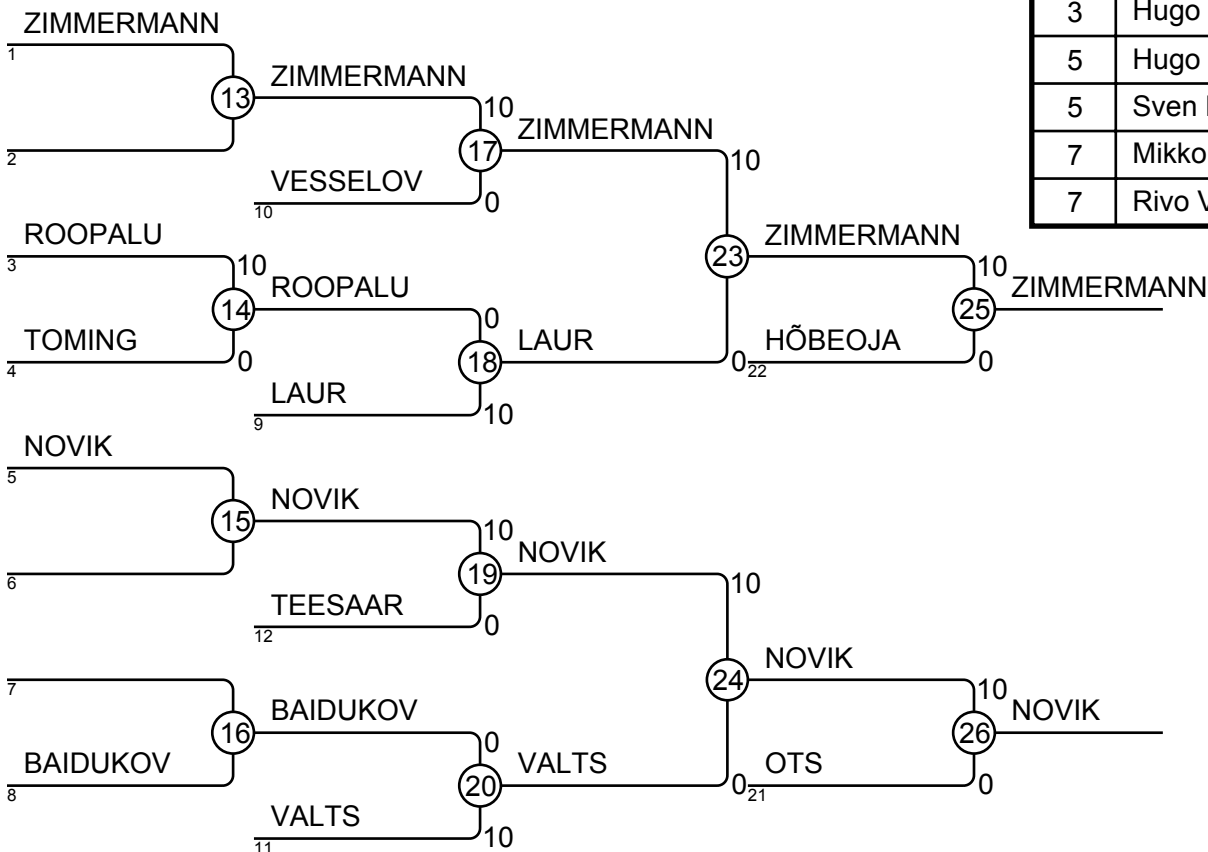 ZIMMERMANN
3 Hugo
1
ZIMMERMANN
5 Hugo
13
10
ZIMMERMANN
5 Sven
17
10
2
7 Mikko
VESSELOV
10
0
7 Rivo
ROOPALU
ZIMMERMANN
3
10
23
10
ROOPALU
ZIMMERMANN
14
0
25
TOMING
LAUR
HÕBEOJA
4
0
18
0
22
0
LAUR
9
10
NOVIK
5
NOVIK
15
10
NOVIK
6
19
10
TEESAAR
12
0
NOVIK
7
24
10
BAIDUKOV
NOVIK
16
0
26
BAIDUKOV
VALTS
OTS
8
20
0
21
0
VALTS
11
10